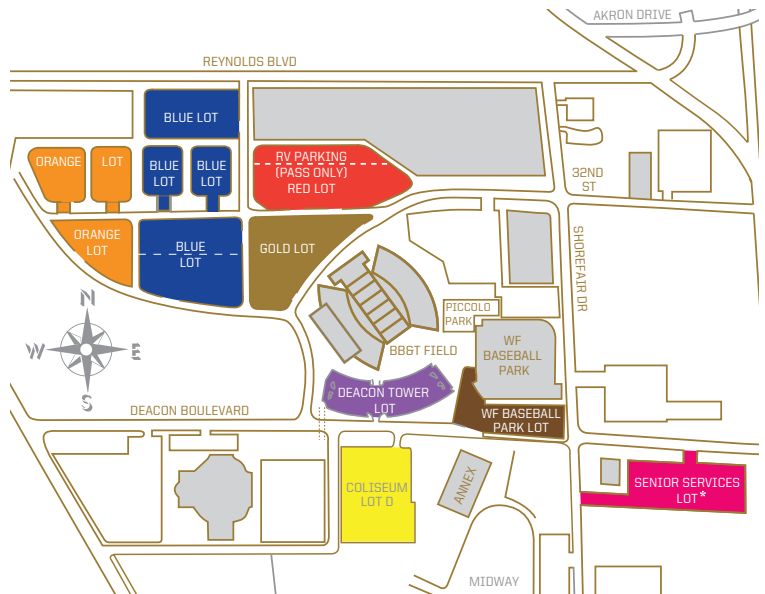 AKRON DRIVE
REYNOLDS BLVD
BLUE LOT
ORANGE
LOT
BLUE
LOT
BLUE
LOT
RV PARKING
(PASS ONLY)
RED LOT
32ND
ST
ORANGE
LOT
BLUE
LOT
GOLD LOT
SHOREFAIR DR
N
W
E
S
PICCOLO
PARK
BB&T FIELD
WF
BASEBALL
PARK
DEACON TOWER
LOT
DEACON BOULEVARD
WF BASEBALL
PARK LOT
COLISEUM
LOT D
ANNEX
SENIOR SERVICES
LOT*
MIDWAY